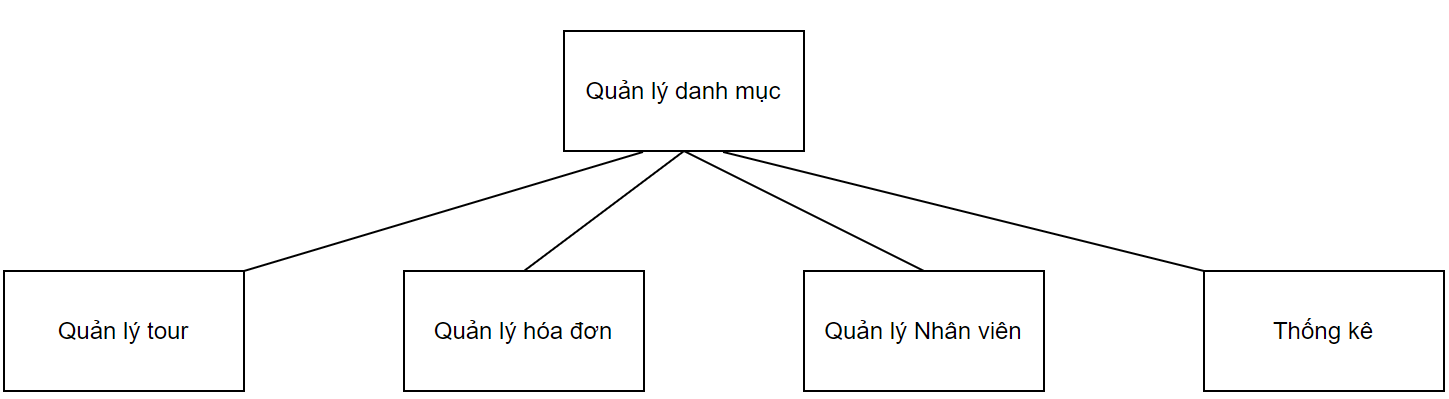 Quản lý danh mục
Quản lý tour
Quản lý hóa đơn
Quản lý Nhân viên
Thống kê